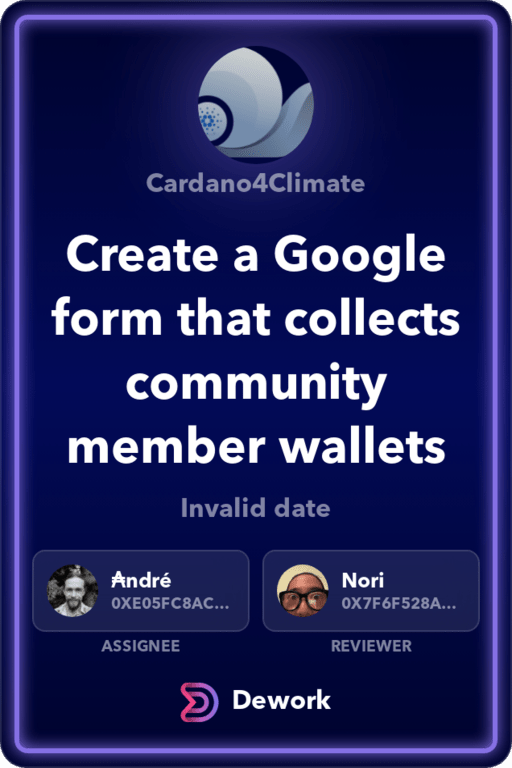 Cardano4Climate
Create a Google
form that collects
community
member wallets
Invalid date
₳ndré
0XE05FC8AC...
ASSIGNEE
Nori
0X7F6F528A...
REVIEWER
Dework